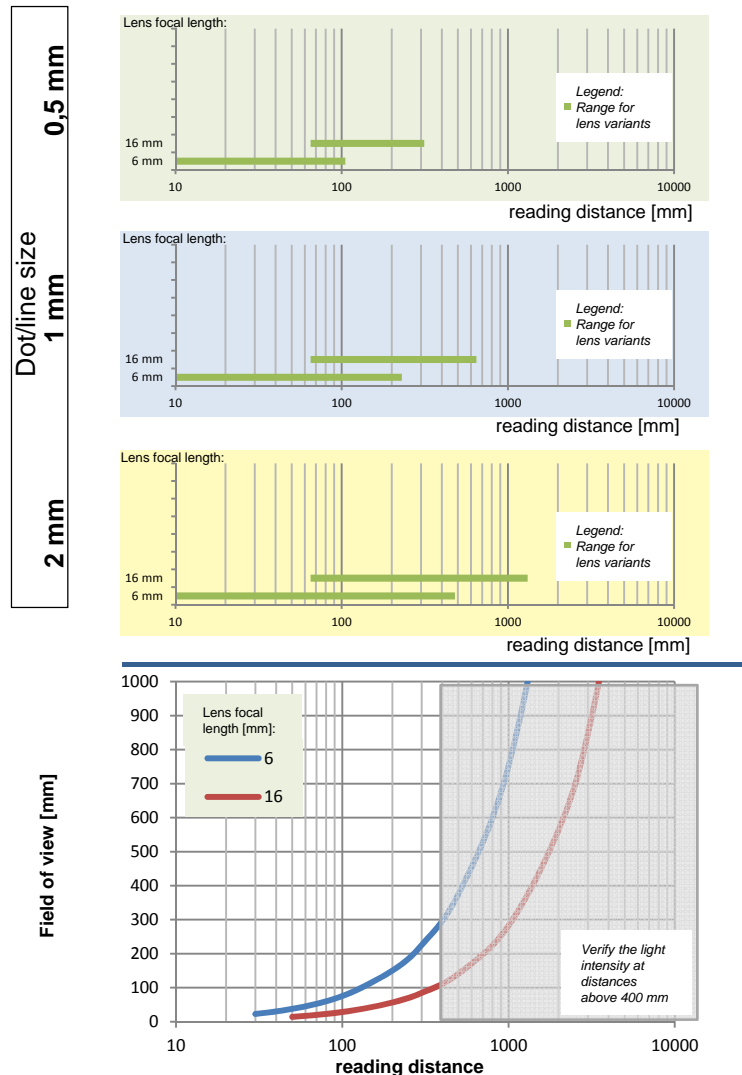 Dot/line size
0,5 mm
Lens focal length:
16 mm
6 mm
10 100 1000 10000
reading distance [mm]
Legend:
Range for
lens variants
1 mm
Lens focal length:
16 mm
6 mm
10 100 1000 10000
reading distance [mm]
Legend:
Range for
lens variants
2 mm
Lens focal length:
16 mm
6 mm
10 100 1000 10000
reading distance [mm]
Legend:
Range for
lens variants
Field of view [mm]
1000
900
800
700
600
500
400
300
200
100
0
Lens focal
length [mm]:
6
16
Verify the light
intensity at
distances
above 400 mm
10 100 1000 10000
reading distance